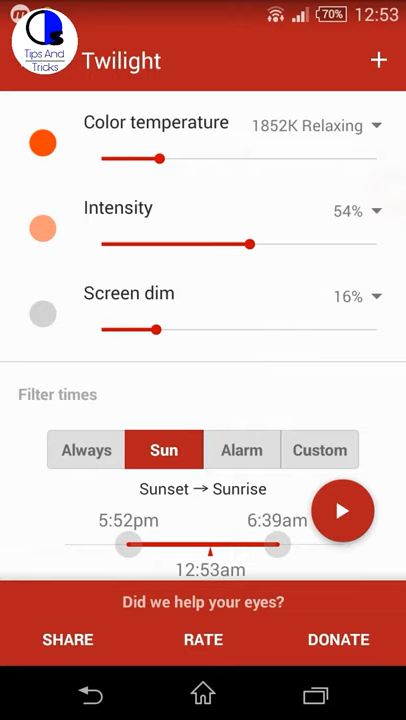 70%
12:53
Tips And
Tricks
Twilight
+
Color temperature
1852K Relaxing
Intensity
54%
Screen dim
16%
Filter times
Always
Sun
Alarm
Custom
Sunset → Sunrise
5:52pm
6:39am
12:53am
Did we help your eyes?
SHARE
RATE
DONATE